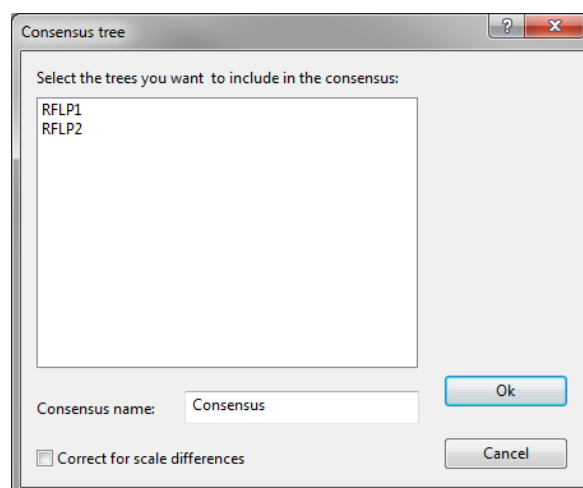 Consensus tree
?
X
Select the trees you want  to include in the consensus:
RFLP1
RFLP2
Ok
Consensus name:
Consensus
Correct for scale differences
Cancel